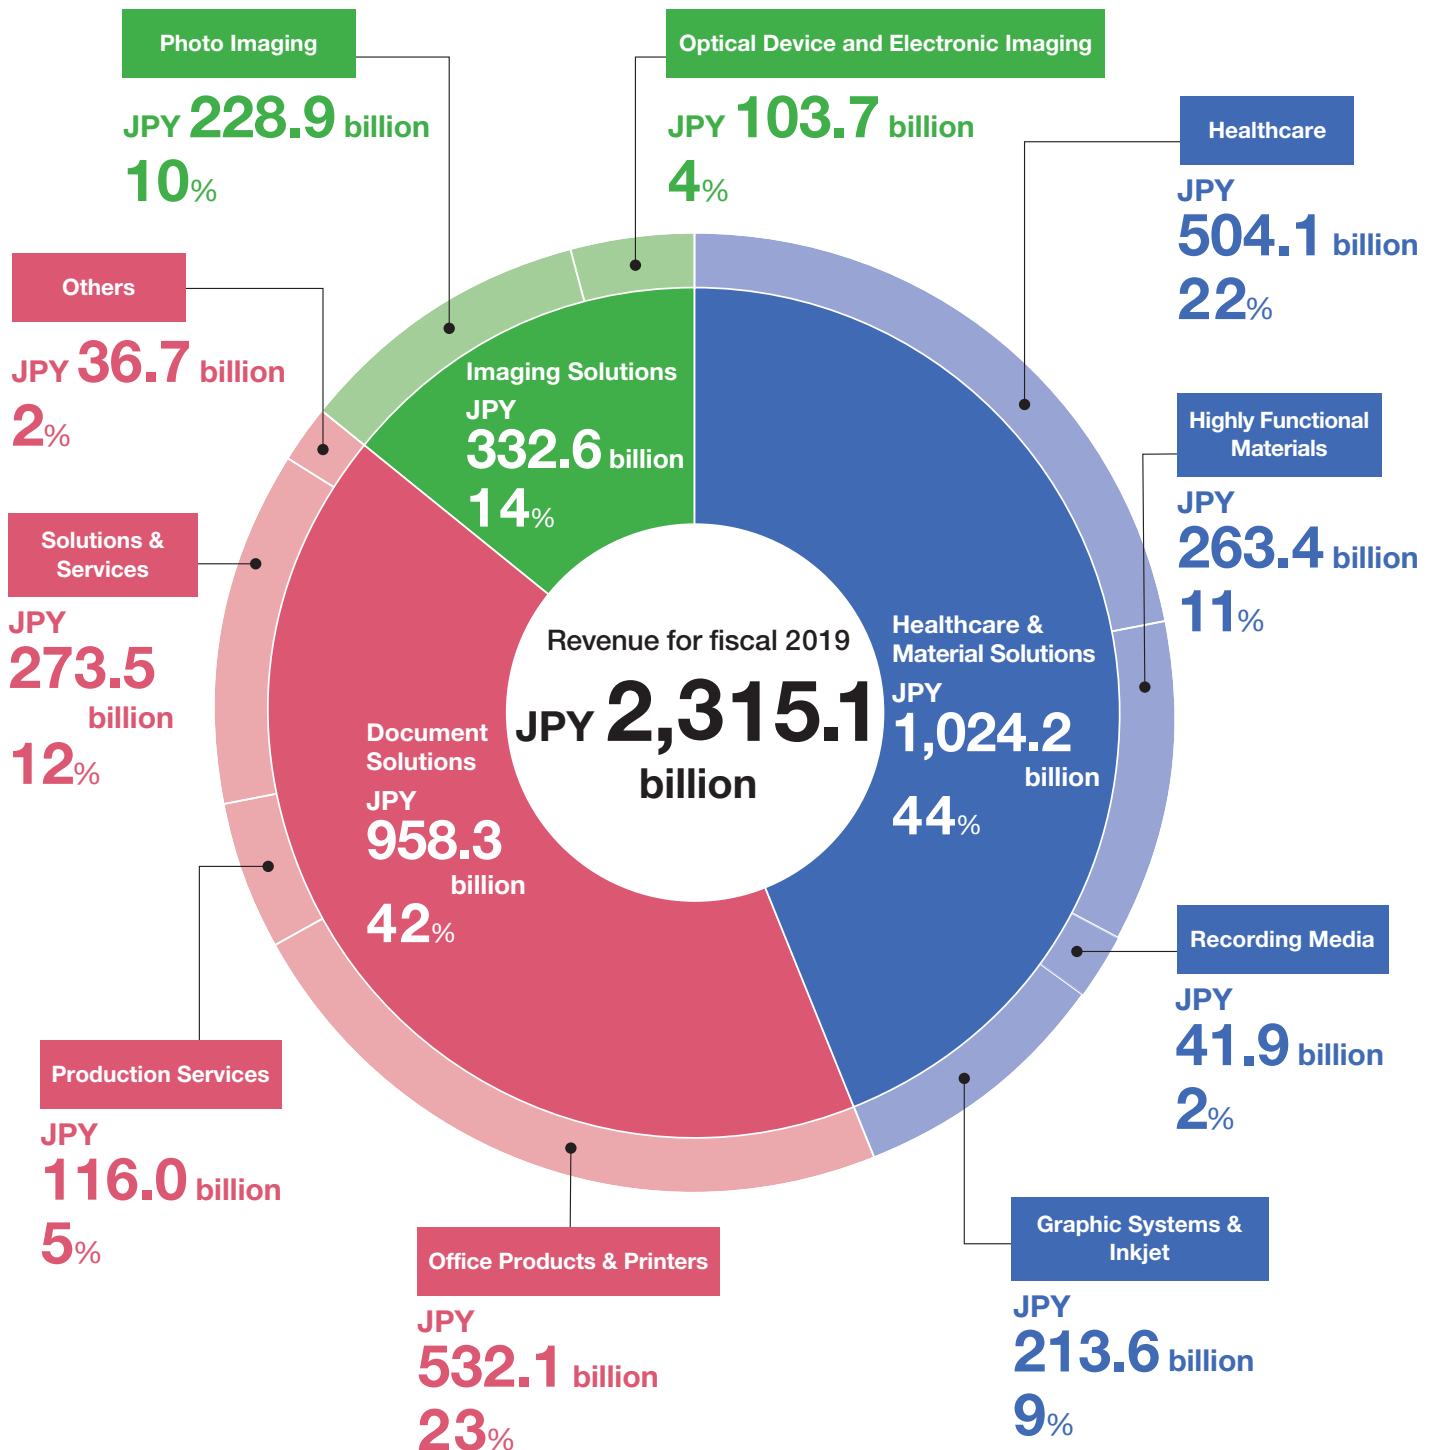 Photo Imaging
JPY 228.9 billion
10%
Optical Device and Electronic Imaging
JPY 103.7 billion
4%
Healthcare
JPY
504.1 billion
22%
Highly Functional
Materials
JPY
263.4 billion
11%
Recording Media
JPY
41.9 billion
2%
Graphic Systems &
Inkjet
JPY
213.6 billion
9%
Office Products & Printers
JPY
532.1 billion
23%
Production Services
JPY
116.0 billion
5%
Solutions &
Services
JPY
273.5
billion
12%
Others
JPY 36.7 billion
2%
Imaging Solutions
JPY
332.6 billion
14%
Healthcare &
Material Solutions
JPY
1,024.2
billion
44%
Document
Solutions
JPY
958.3
billion
42%
Revenue for fiscal 2019
JPY 2,315.1
billion